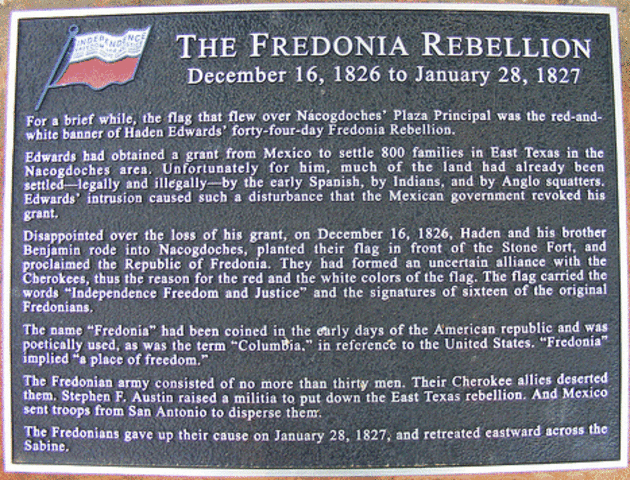 INDEPENDENCE
THE FREDONIA REBELLION
December 16, 1826 to January 28, 1827
For a brief while, the flag that flew over Nacogdoches' Plaza Principal was the red-and-
white banner of Haden Edwards' forty-four-day Fredonia Rebellion.
Edwards had obtained a grant from Mexico to settle 800 families in East Texas in the
Nacogdoches area. Unfortunately for him, much of the land had already been
settled—legally and illegally—by the early Spanish, by Indians, and by Anglo squatters.
Edwards' intrusion caused such a disturbance that the Mexican government revoked his
grant.
Disappointed over the loss of his grant, on December 16, 1826, Haden and his brother
Benjamin rode into Nacogdoches, planted their flag in front of the Stone Fort, and
proclaimed the Republic of Fredonia. They had formed an uncertain alliance with the
Cherokees, thus the reason for the red and the white colors of the flag. The flag carried the
words "Independence Freedom and Justice" and the signatures of sixteen of the original
Fredonians.
The name "Fredonia" had been coined in the early days of the American republic and was
poetically used, as was the term "Columbia," in reference to the United States. "Fredonia"
implied "a place of freedom."
The Fredonian army consisted of no more than thirty men. Their Cherokee allies deserted
them. Stephen F. Austin raised a militia to put down the East Texas rebellion. And Mexico
sent troops from San Antonio to disperse them.
The Fredonians gave up their cause on January 28, 1827, and retreated eastward across the
Sabine.